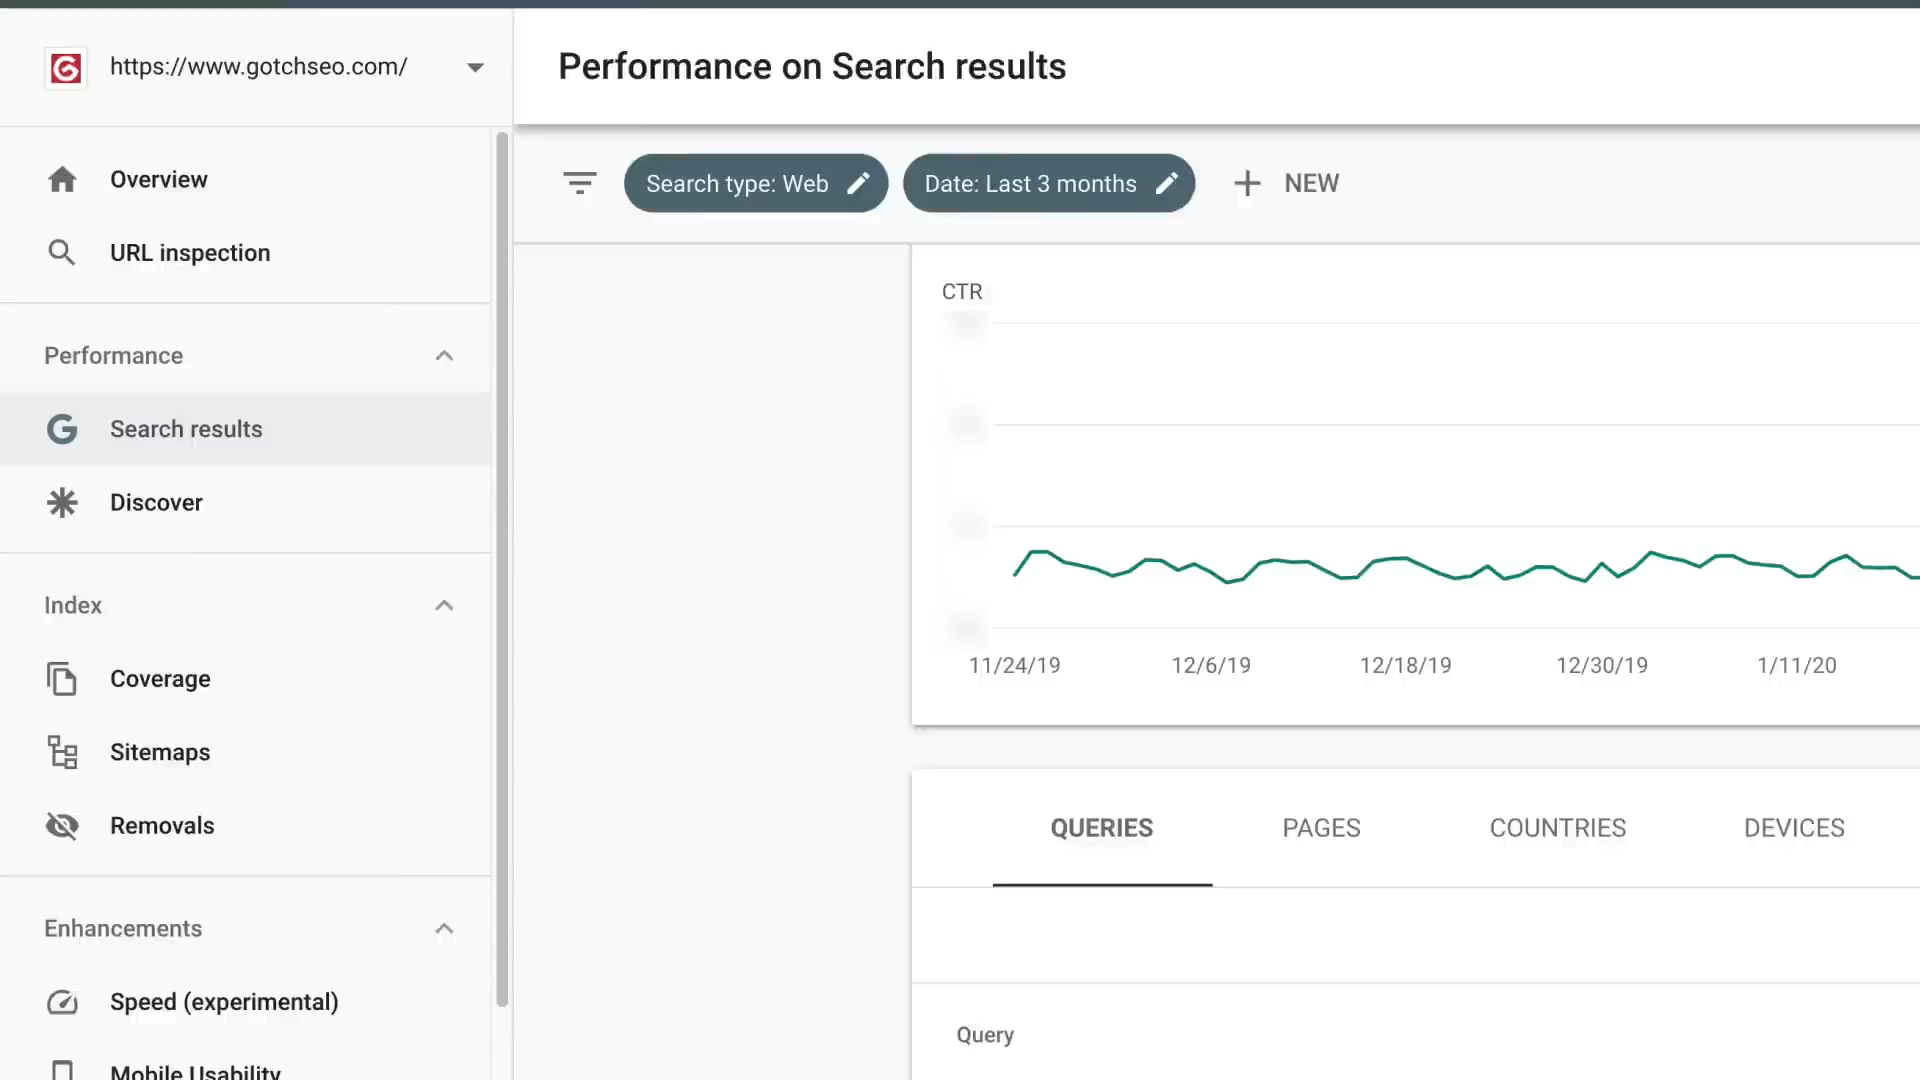 https://www.gotchseo.com/
Performance on Search results
Overview
URL inspection
Performance
Search results
Discover
Index
Coverage
Sitemaps
Removals
Enhancements
Speed (experimental)
Mobile Usability
Search type: Web
Date: Last 3 months
NEW
CTR
11/24/19 12/6/19 12/18/19 12/30/19 1/11/20
QUERIES PAGES COUNTRIES DEVICES
Query